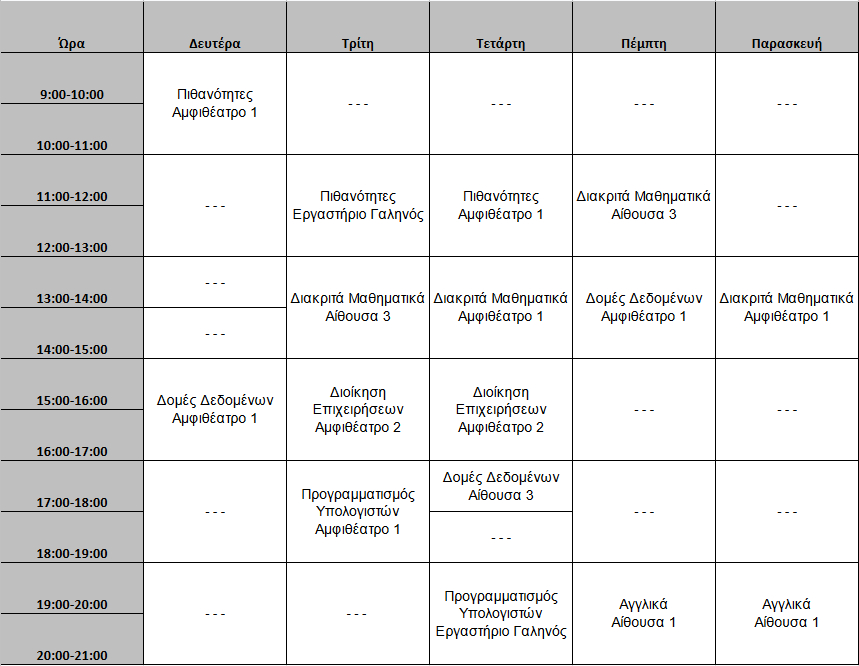 Ώρα Δευτέρα Τρίτη Τετάρτη Πέμπτη Παρασκευή
9:00-10:00
Πιθανότητες
Αμφιθέατρο 1
- - - - - - - - - - - -
10:00-11:00
11:00-12:00
- - -
Πιθανότητες
Εργαστήριο Γαληνός
Πιθανότητες
Αμφιθέατρο 1
Διακριτά Μαθηματικά
Αίθουσα 3
- - -
12:00-13:00
13:00-14:00
- - -
Διακριτά Μαθηματικά
Αίθουσα 3
Διακριτά Μαθηματικά
Αμφιθέατρο 1
Δομές Δεδομένων
Αμφιθέατρο 1
Διακριτά Μαθηματικά
Αμφιθέατρο 1
- - -
14:00-15:00
15:00-16:00
Δομές Δεδομένων
Αμφιθέατρο 1
Διοίκηση
Επιχειρήσεων
Αμφιθέατρο 2
Διοίκηση
Επιχειρήσεων
Αμφιθέατρο 2
- - - - - -
16:00-17:00
17:00-18:00
- - -
Προγραμματισμός
Υπολογιστών
Αμφιθέατρο 1
Δομές Δεδομένων
Αίθουσα 3
- - - - - -
- - -
18:00-19:00
19:00-20:00
- - - - - -
Προγραμματισμός
Υπολογιστών
Εργαστήριο Γαληνός
Αγγλικά
Αίθουσα 1
Αγγλικά
Αίθουσα 1
20:00-21:00